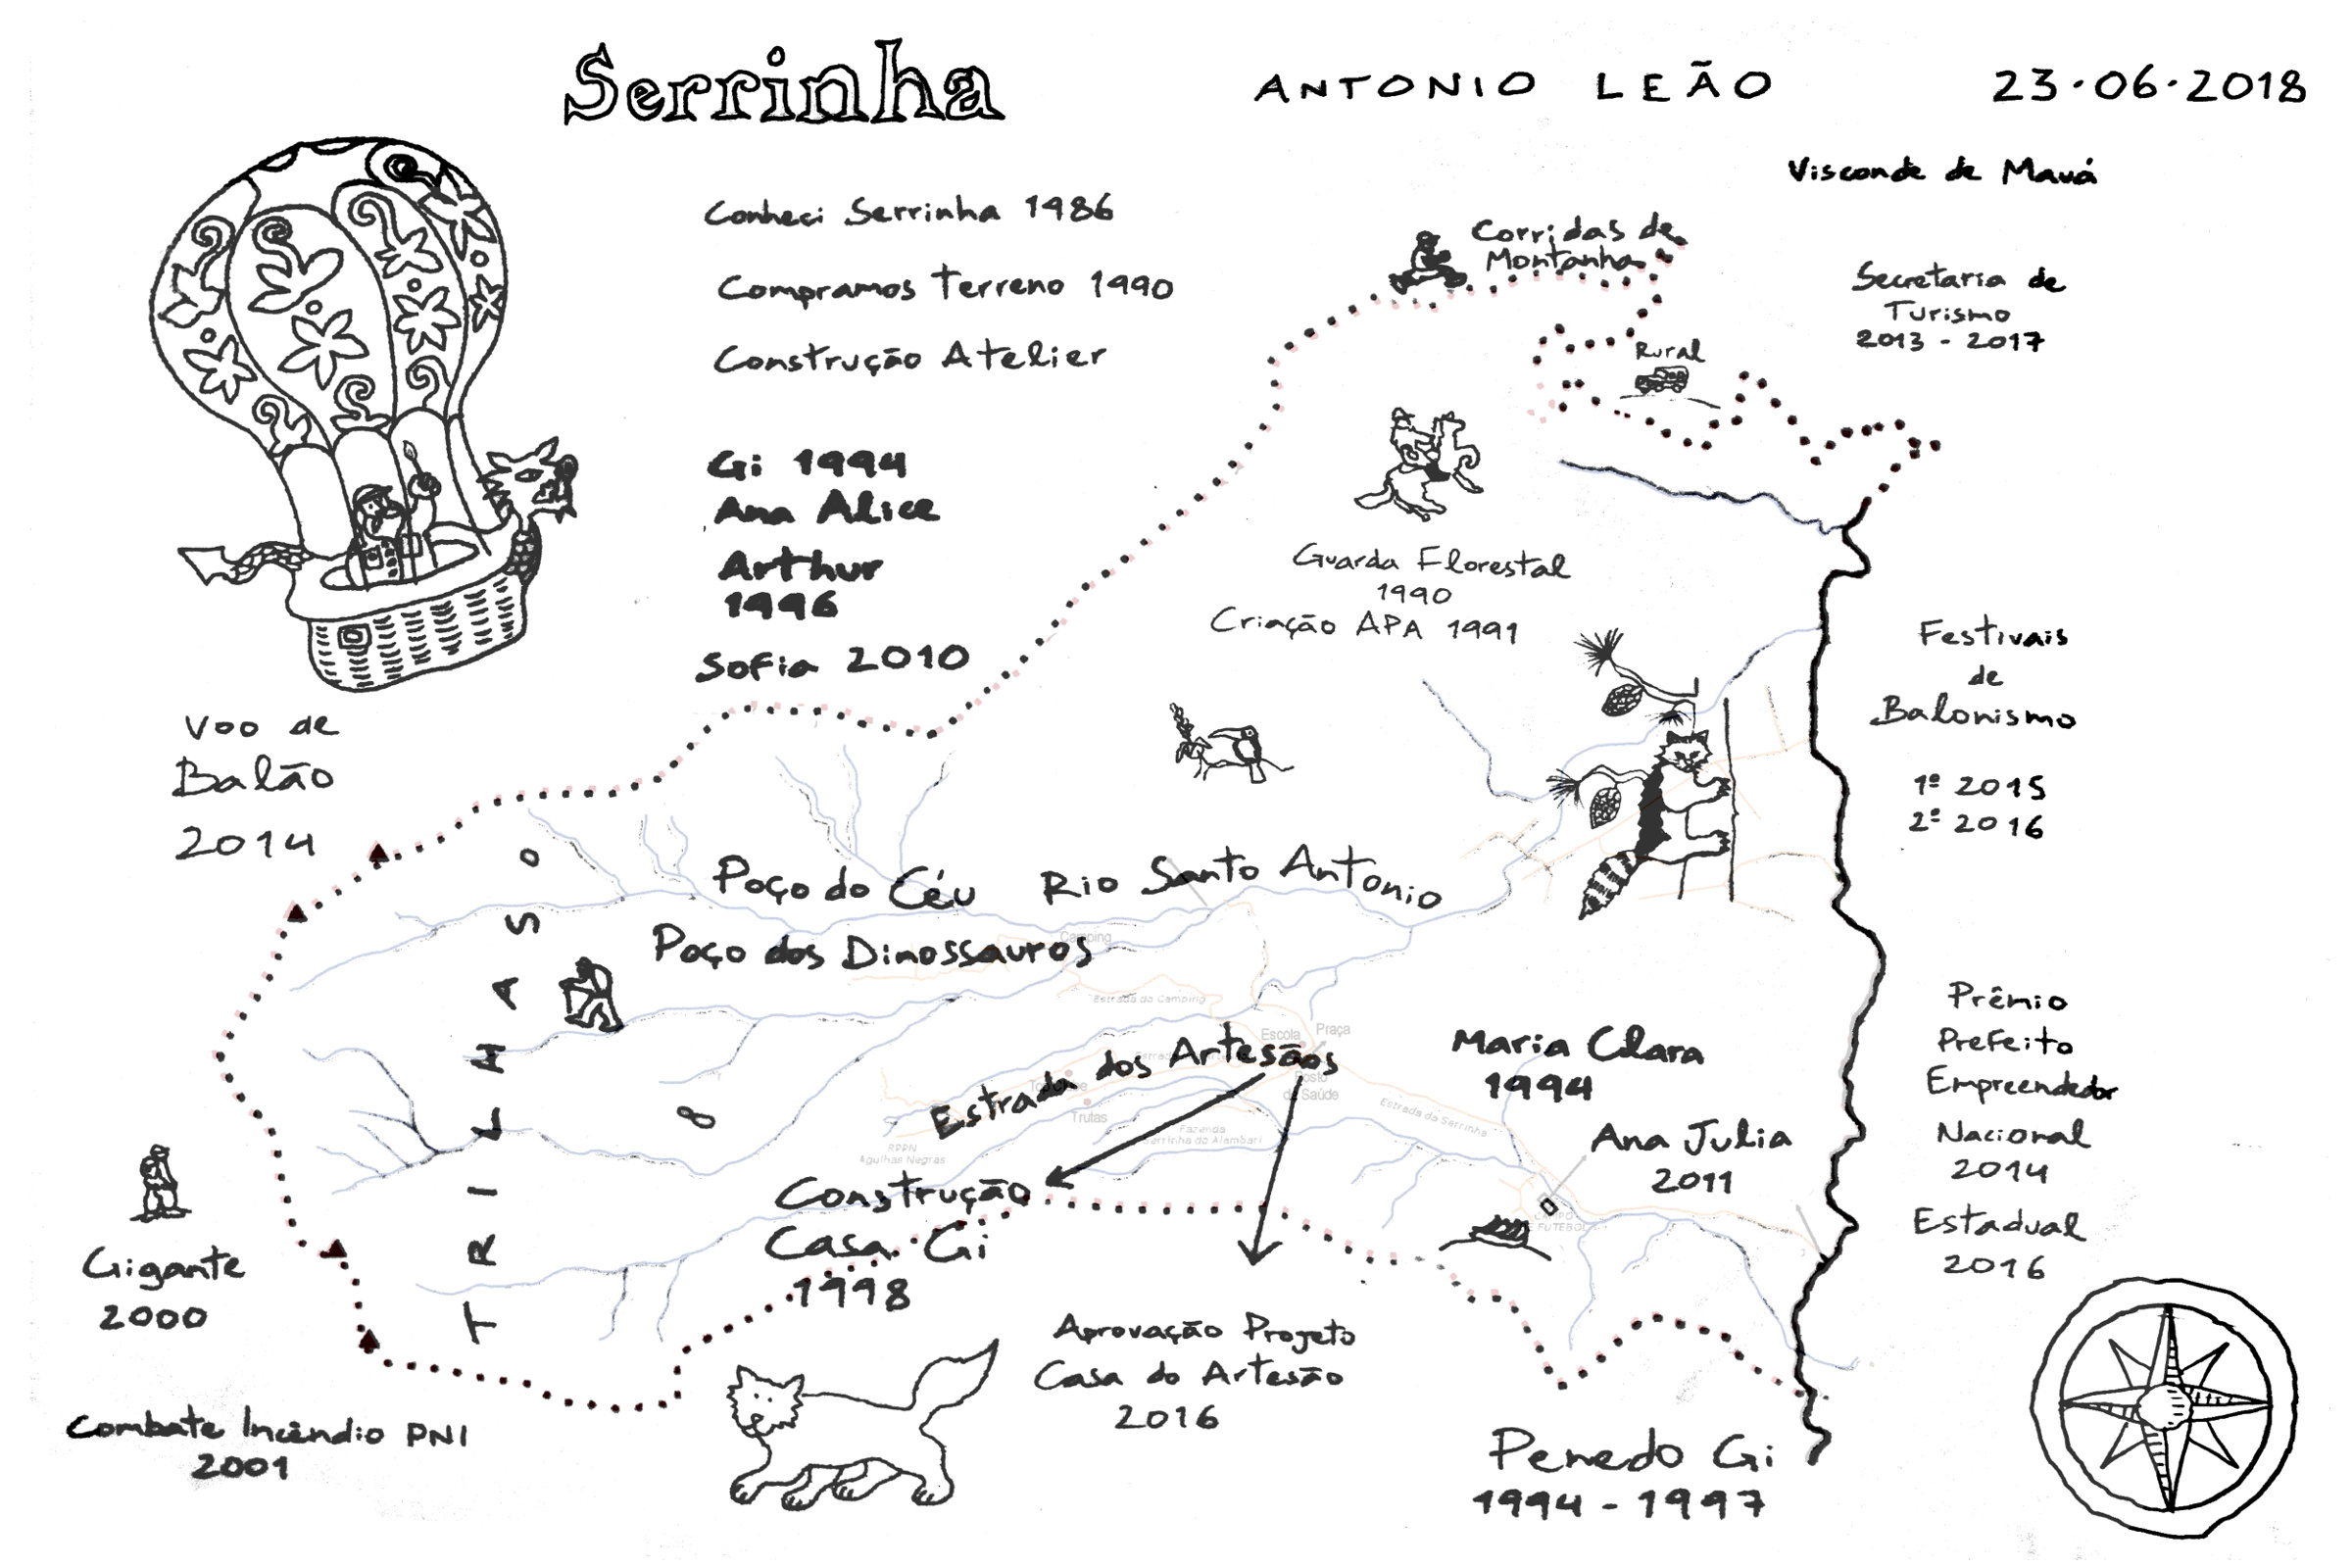 Serrinha
ANTONIO LEÃO
23·06·2018
Visconde de Mauá
Conheci Serrinha 1986
Compramos Terreno 1990
Construção Atelier
Corridas de
Montanha
Secretaria de
Turismo
2013 - 2017
Rural
Gi 1994
Ana Alice
Arthur
1996
Sofia 2010
Guarda Florestal
1990
Criação APA 1991
Festivais
de
Balonismo
1º 2015
2º 2016
Voo de
Balão
2014
Poço do Céu
Rio Santo Antonio
Poço dos Dinossauros
Camping
Estrada do Camping
TRILHAS
8
Escola
Praça
Estrada dos Artesãos
Posto
de Saúde
Trutas
Fazenda
Serrinha do Alambari
Estrada da Serrinha
RPPN
Agulhas Negras
Maria Clara
1994
Ana Julia
2011
Prêmio
Prefeito
Empreendedor
Nacional
2014
Estadual
2016
CAMPO
FUTEBOL
Construção
Casa Gi
1998
Gigante
2000
Combate Incêndio PNI
2001
Aprovação Projeto
Casa do Artesão
2016
Penedo Gi
1994 - 1997